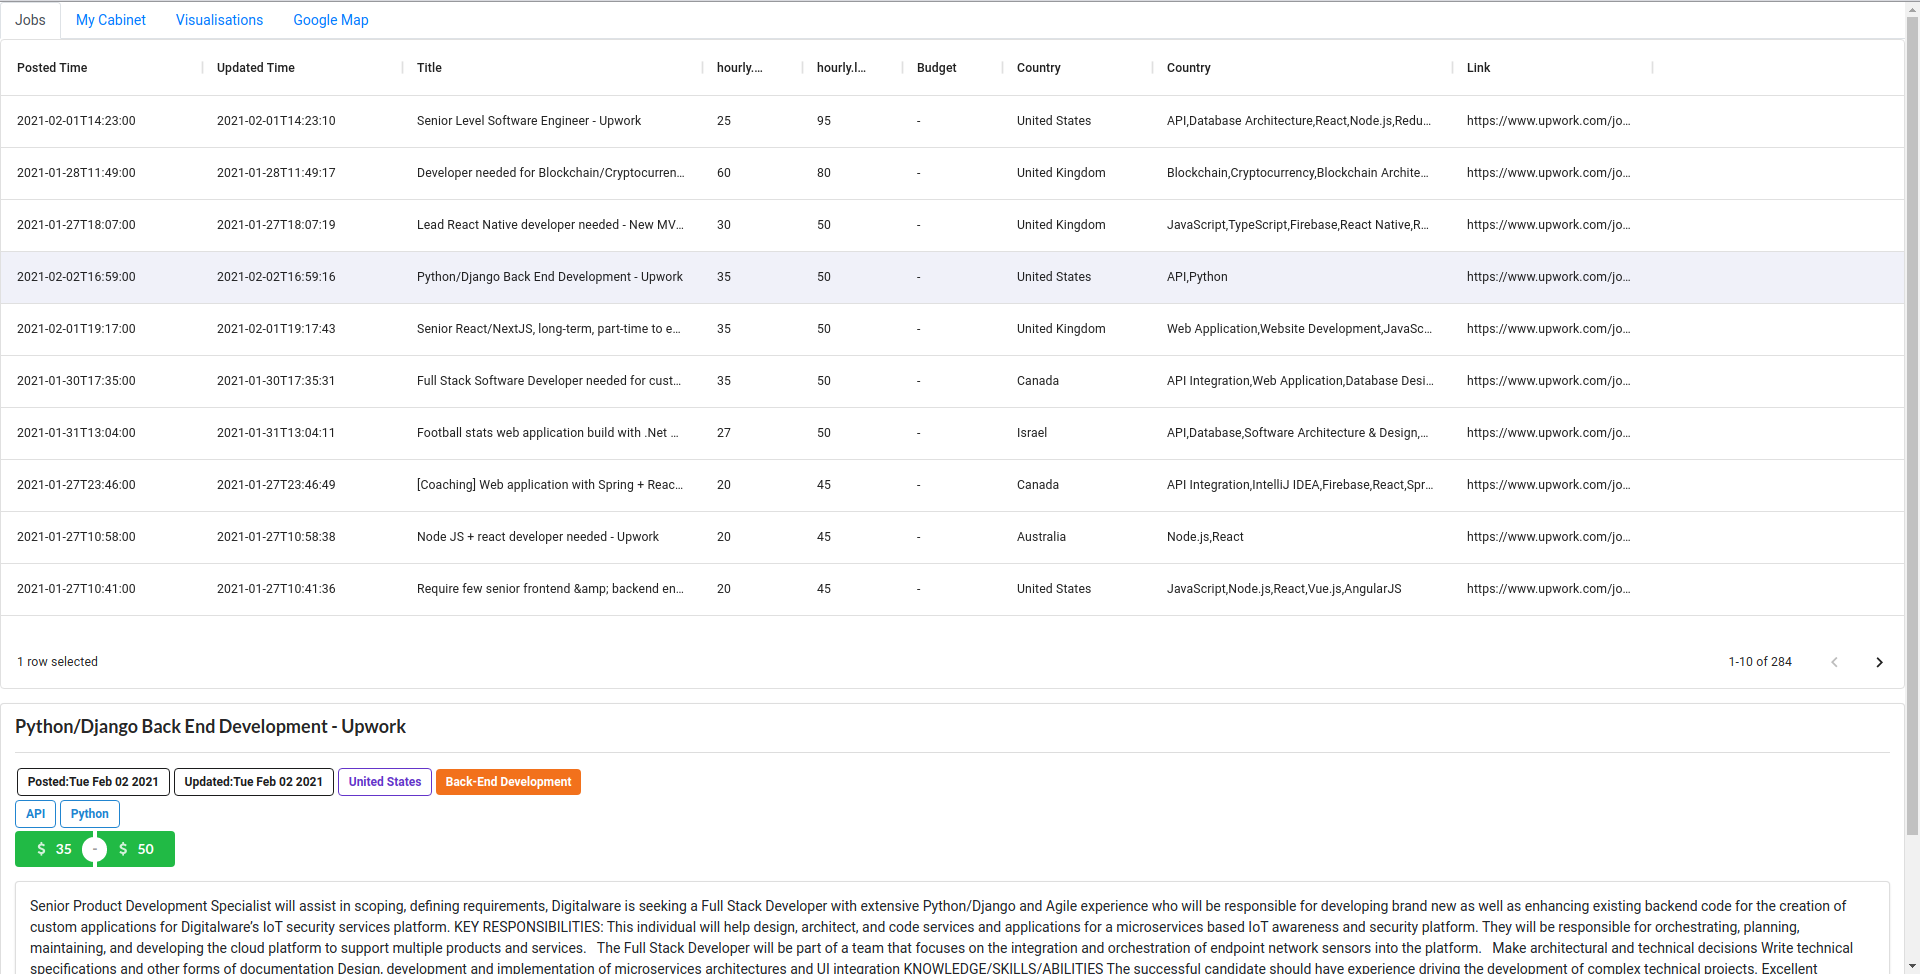 Jobs My Cabinet Visualisations Google Map
Posted Time Updated Time Title hourly.... hourly.l... Budget Country Country Link
2021-02-01T14:23:00 2021-02-01T14:23:10 Senior Level Software Engineer - Upwork 25 95 - United States API,Database Architecture,React,Node.js,Redu... https://www.upwork.com/jo...
2021-01-28T11:49:00 2021-01-28T11:49:17 Developer needed for Blockchain/Cryptocurren... 60 80 - United Kingdom Blockchain,Cryptocurrency,Blockchain Archite... https://www.upwork.com/jo...
2021-01-27T18:07:00 2021-01-27T18:07:19 Lead React Native developer needed - New MV... 30 50 - United Kingdom JavaScript,TypeScript,Firebase,React Native,R... https://www.upwork.com/jo...
2021-02-02T16:59:00 2021-02-02T16:59:16 Python/Django Back End Development - Upwork 35 50 - United States API,Python https://www.upwork.com/jo...
2021-02-01T19:17:00 2021-02-01T19:17:43 Senior React/NextJS, long-term, part-time to e... 35 50 - United Kingdom Web Application,Website Development,JavaSc... https://www.upwork.com/jo...
2021-01-30T17:35:00 2021-01-30T17:35:31 Full Stack Software Developer needed for cust... 35 50 - Canada API Integration,Web Application,Database Desi... https://www.upwork.com/jo...
2021-01-31T13:04:00 2021-01-31T13:04:11 Football stats web application build with .Net ... 27 50 - Israel API,Database,Software Architecture & Design,... https://www.upwork.com/jo...
2021-01-27T23:46:00 2021-01-27T23:46:49 [Coaching] Web application with Spring + Reac... 20 45 - Canada API Integration,IntelliJ IDEA,Firebase,React,Spr... https://www.upwork.com/jo...
2021-01-27T10:58:00 2021-01-27T10:58:38 Node JS + react developer needed - Upwork 20 45 - Australia Node.js,React https://www.upwork.com/jo...
2021-01-27T10:41:00 2021-01-27T10:41:36 Require few senior frontend &amp; backend en... 20 45 - United States JavaScript,Node.js,React,Vue.js,AngularJS https://www.upwork.com/jo...
1 row selected 1-10 of 284
Python/Django Back End Development - Upwork
Posted:Tue Feb 02 2021 Updated:Tue Feb 02 2021 United States Back-End Development
API Python
$ 35 - $ 50
Senior Product Development Specialist will assist in scoping, defining requirements, Digitalware is seeking a Full Stack Developer with extensive Python/Django and Agile experience who will be responsible for developing brand new as well as enhancing existing backend code for the creation of
custom applications for Digitalware's IoT security services platform. KEY RESPONSIBILITIES: This individual will help design, architect, and code services and applications for a microservices based IoT awareness and security platform. They will be responsible for orchestrating, planning,
maintaining, and developing the cloud platform to support multiple products and services. The Full Stack Developer will be part of a team that focuses on the integration and orchestration of endpoint network sensors into the platform. Make architectural and technical decisions Write technical
specifications and other forms of documentation Design, development and implementation of microservices architectures and UI integration KNOWLEDGE/SKILLS/ABILITIES The successful candidate should have experience driving the development of complex technical projects. Excellent